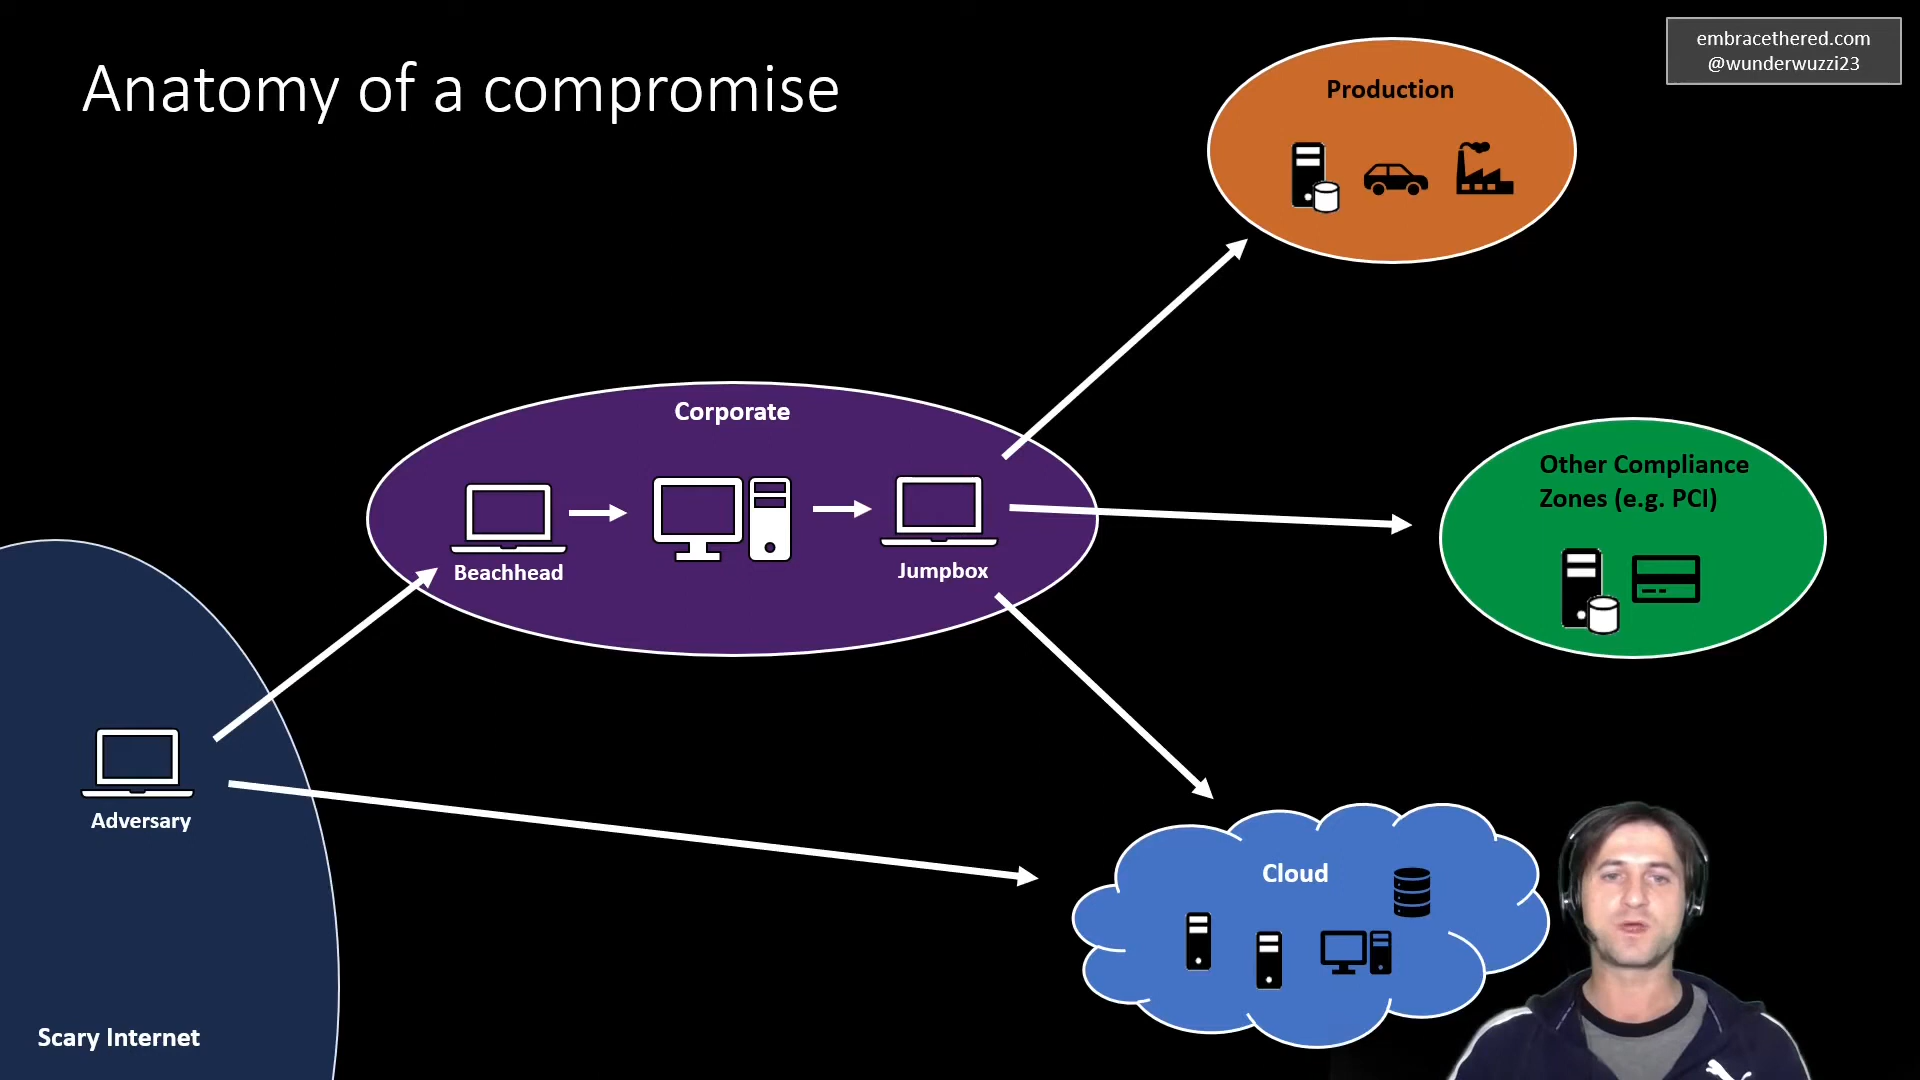 Anatomy of a compromise
embracethered.com
@wunderwuzzi23
Production
Corporate
Beachhead
Jumpbox
Other Compliance
Zones (e.g. PCI)
Adversary
Cloud
Scary Internet